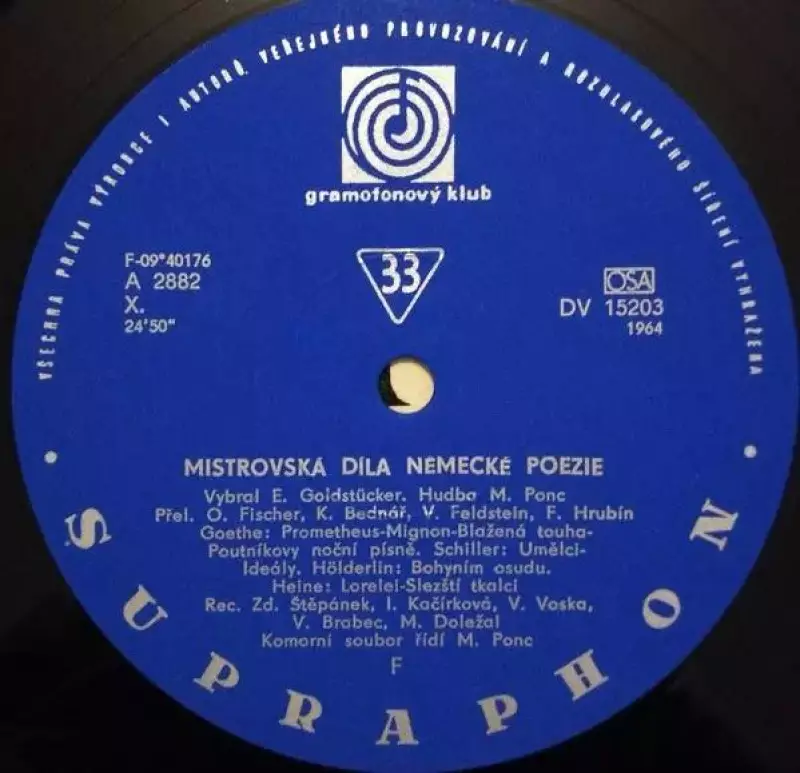 VŠECHNA PRÁVA VÝROBCE I AUTORŮ VEŘEJNÉHO PROVOZOVÁNÍ A ROZHLASOVÉHO ŠÍŘENÍ VYHRAŽENA
gramofonový klub
F-09*40176
A 2882
X.
24'50"
33
OSA
DV 15203
1964
MISTROVSKÁ DÍLA NĚMECKÉ POEZIE
Vybral E. Goldstücker. Hudba M. Ponc
Přel. O. Fischer, K. Bednář, V. Feldstein, F. Hrubín
Goethe: Prometheus-Mignon-Blažená touha-
Poutníkovy noční písně. Schiller: Umělci-
Ideály. Hölderlin: Bohyním osudu.
Heine: Lorelei-Slezští tkalci
Rec. Zd. Štěpánek, I. Kačírková, V. Voska,
V. Brabec, M. Doležal
Komorní soubor řídí M. Ponc
F
SUPRAPHON